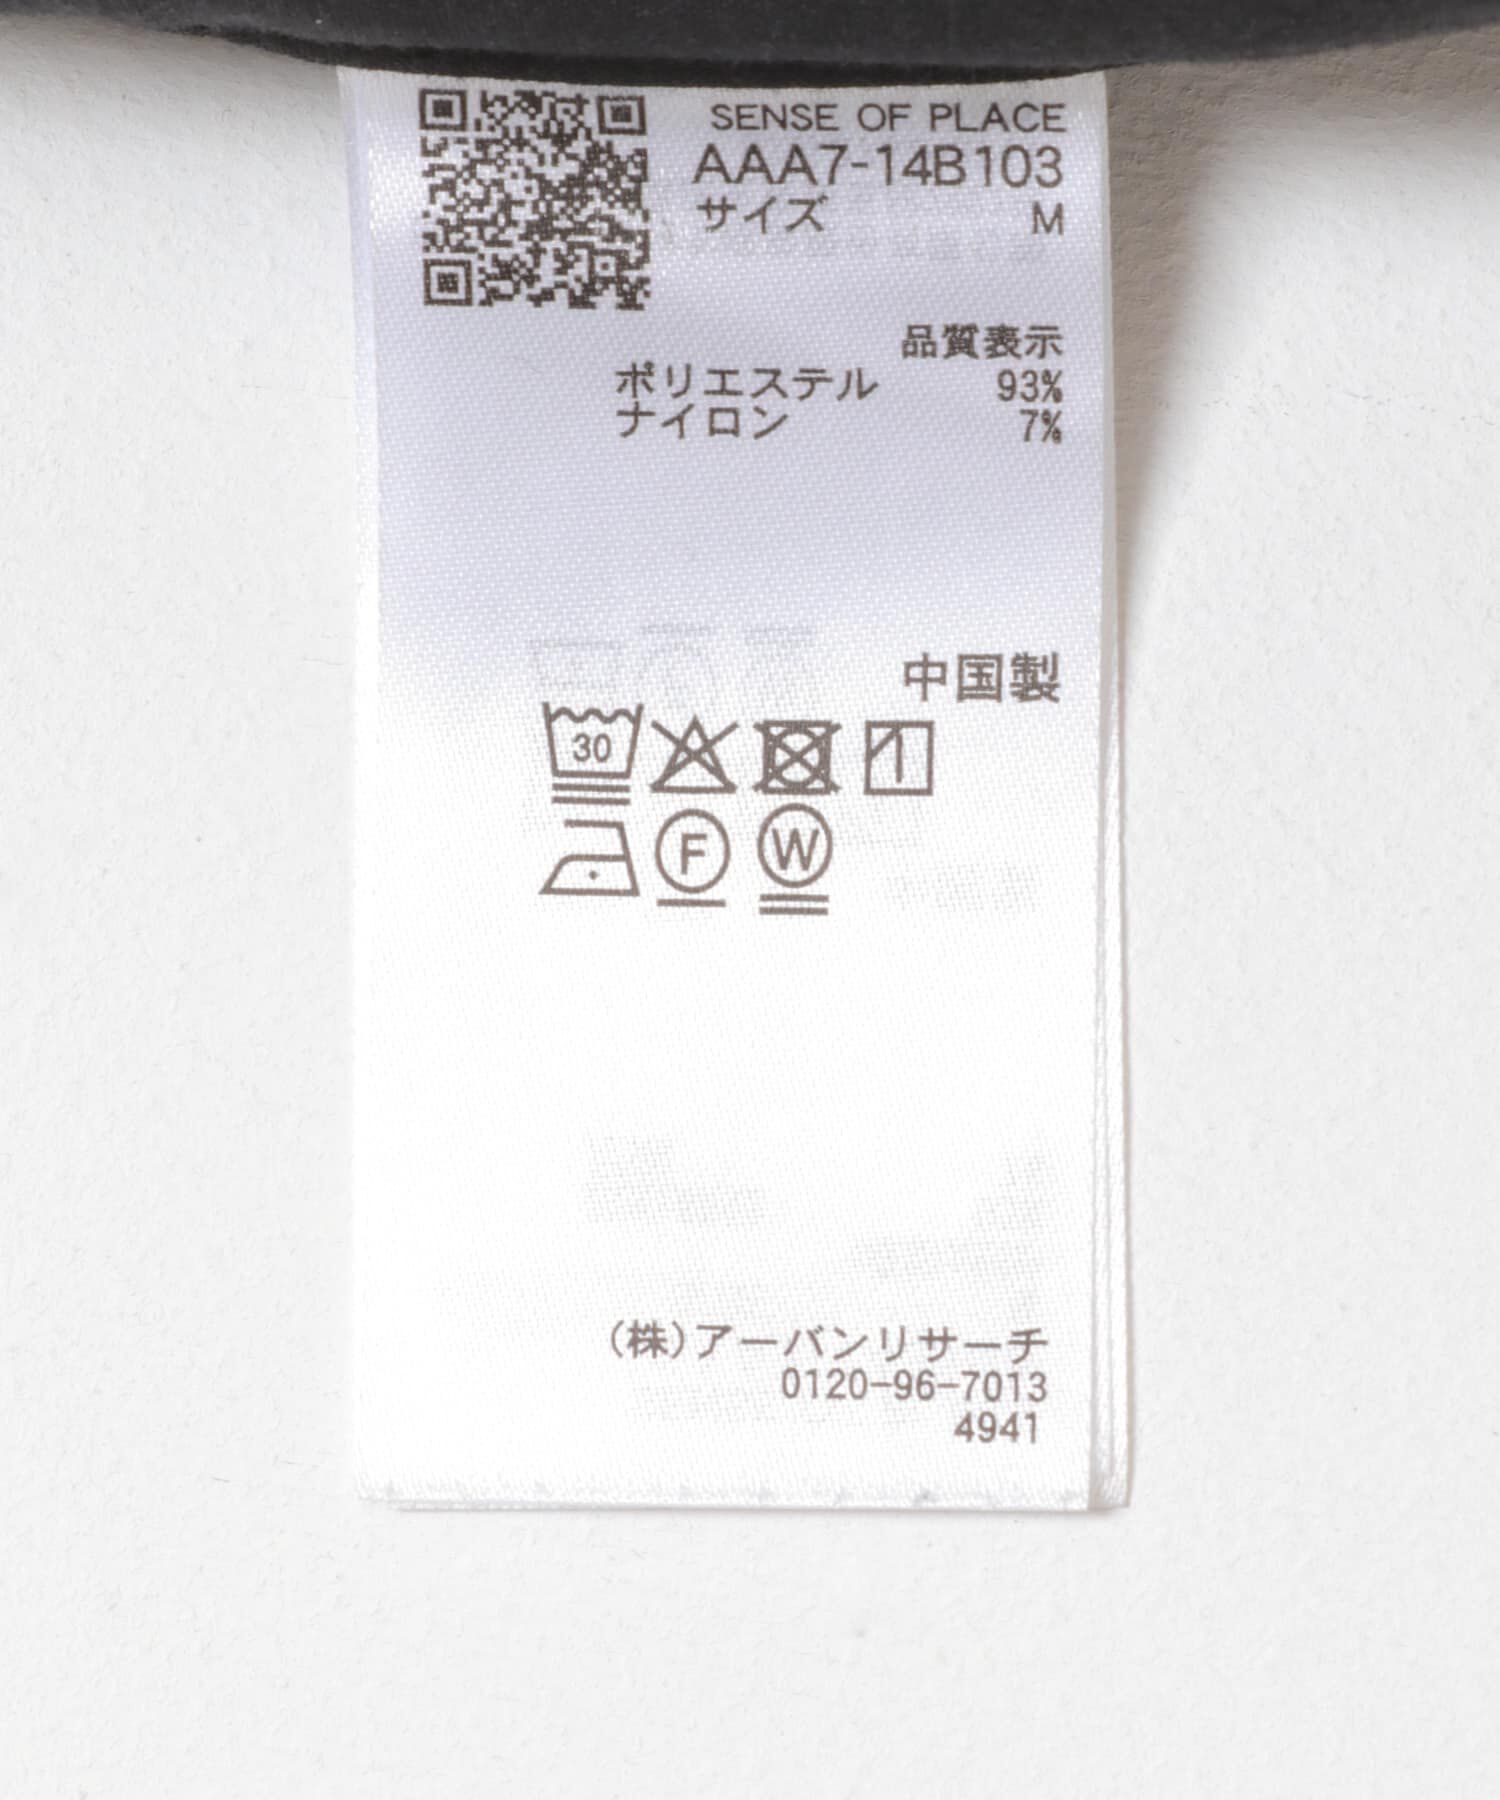 SENSE OF PLACE
AAA7-14B103
サイズ M
品質表示
ポリエステル 93%
ナイロン 7%
中国製
30
F W
(株)アーバンリサーチ
0120-96-7013
4941